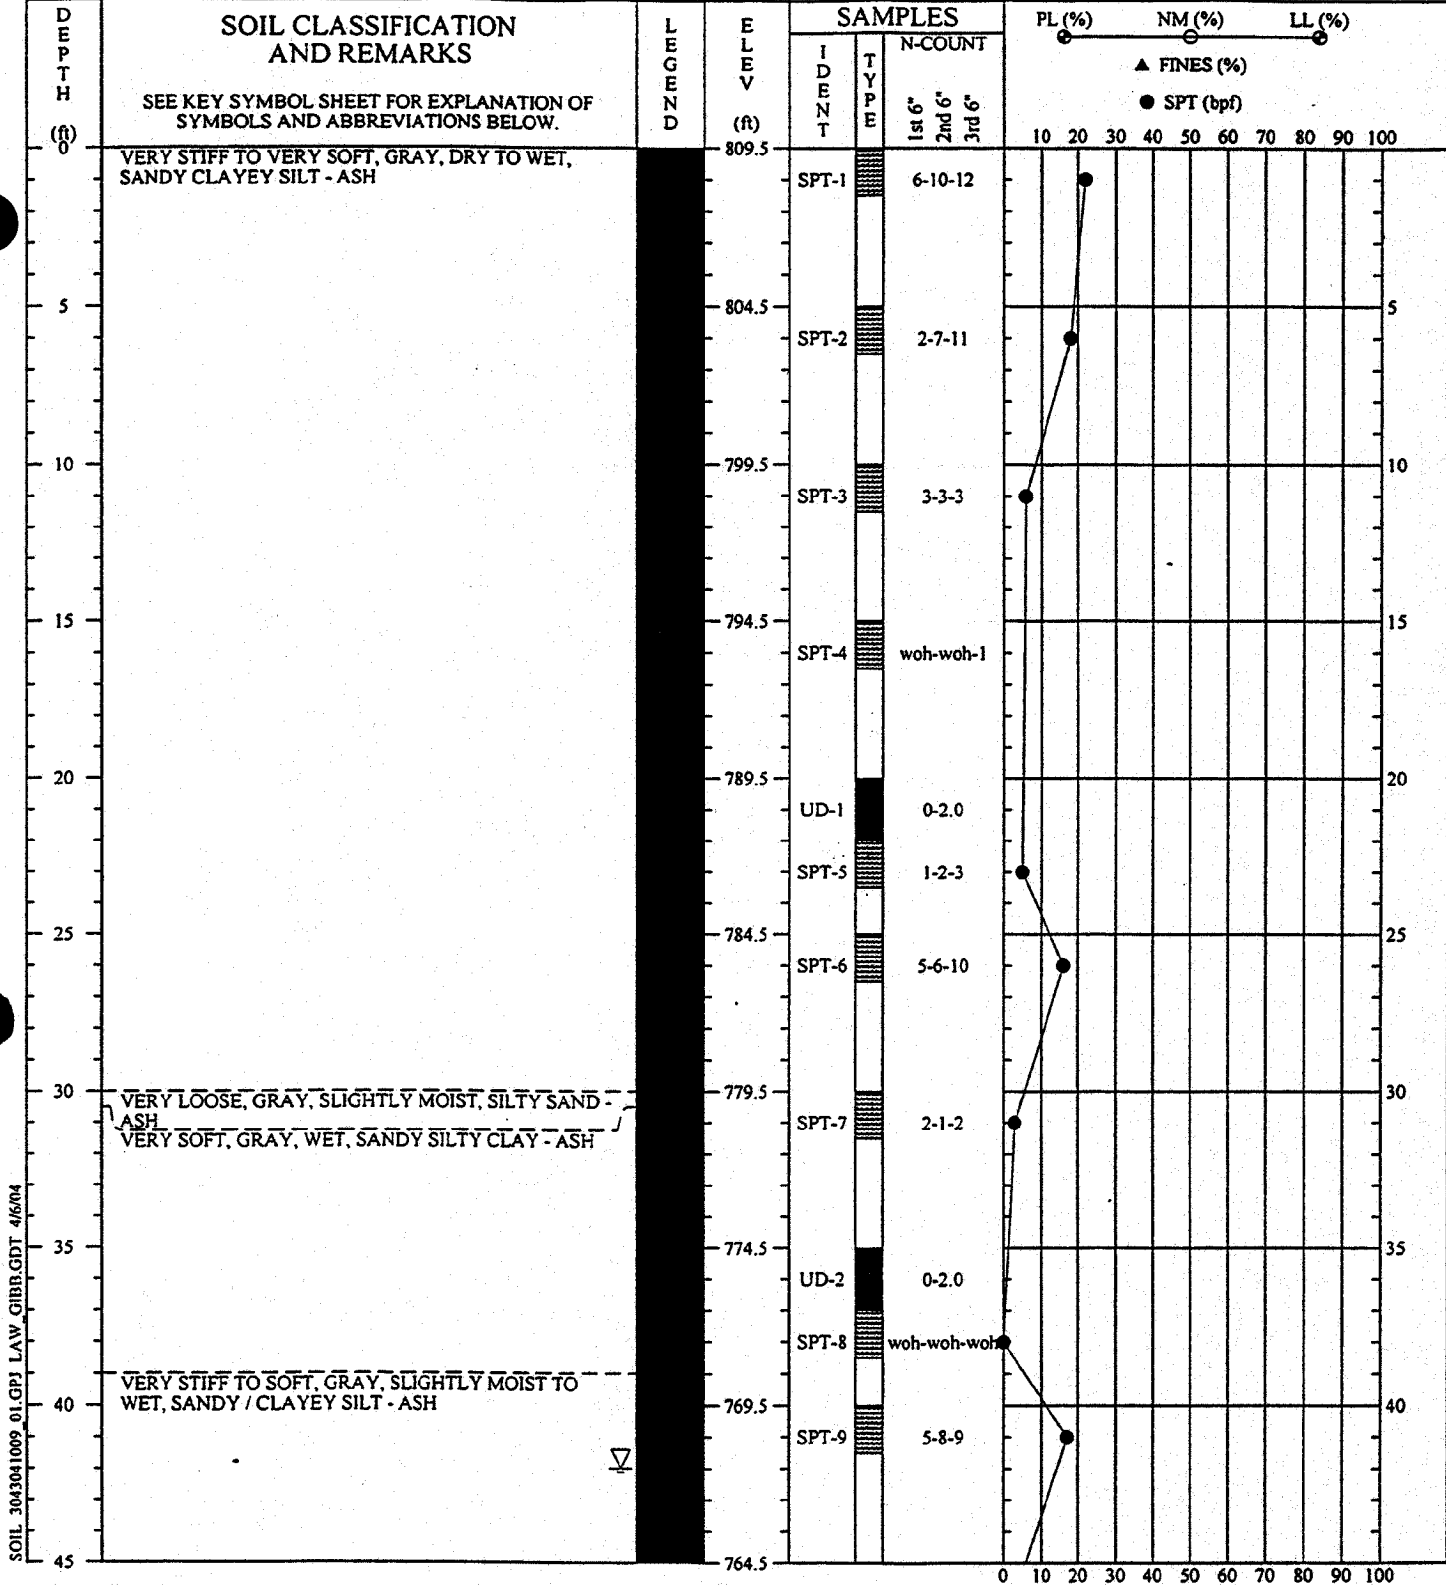 DEPTH (ft)
SOIL CLASSIFICATION
AND REMARKS
SEE KEY SYMBOL SHEET FOR EXPLANATION OF
SYMBOLS AND ABBREVIATIONS BELOW.
LEGEND
ELEV (ft)
SAMPLES
IDENT
TYPE
N-COUNT
1st 6"
2nd 6"
3rd 6"
PL (%) NM (%) LL (%)
▲ FINES (%)
● SPT (bpf)
10 20 30 40 50 60 70 80 90 100
0 809.5
VERY STIFF TO VERY SOFT, GRAY, DRY TO WET,
SANDY CLAYEY SILT - ASH
SPT-1 6-10-12
5 804.5 5
SPT-2 2-7-11
10 799.5 10
SPT-3 3-3-3
15 794.5 15
SPT-4 woh-woh-1
20 789.5 20
UD-1 0-2.0
SPT-5 1-2-3
25 784.5 25
SPT-6 5-6-10
30 779.5 30
VERY LOOSE, GRAY, SLIGHTLY MOIST, SILTY SAND -
ASH
SPT-7 2-1-2
VERY SOFT, GRAY, WET, SANDY SILTY CLAY - ASH
35 774.5 35
UD-2 0-2.0
SPT-8 woh-woh-woh
VERY STIFF TO SOFT, GRAY, SLIGHTLY MOIST TO
WET, SANDY / CLAYEY SILT - ASH
40 769.5 40
SPT-9 5-8-9
45 764.5
0 10 20 30 40 50 60 70 80 90 100
SOIL 3043041009_01.GPJ LAW_GIBB.GDT 4/6/04